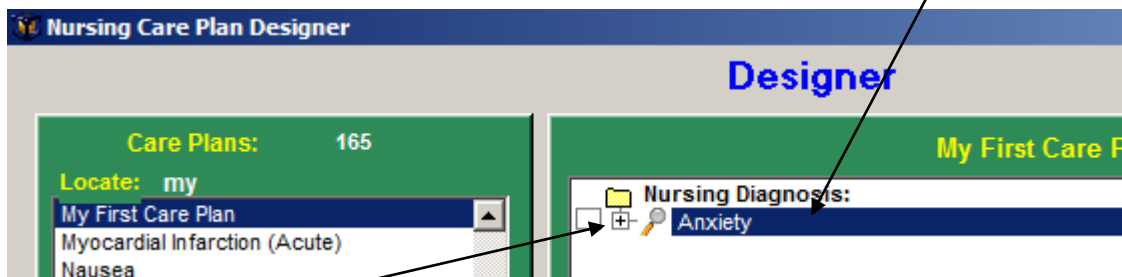 Nursing Care Plan Designer
Designer
Care Plans: 165
Locate: my
My First Care Plan
Myocardial Infarction (Acute)
Nausea
My First Care
Nursing Diagnosis:
Anxiety